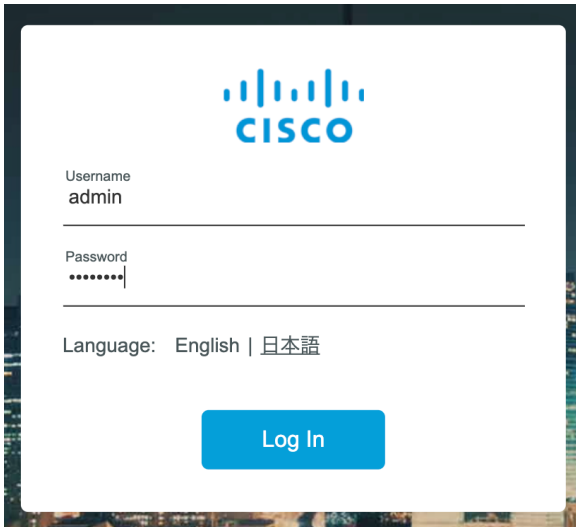 CISCO
Username
admin
Password
••••••••
Language: English | 日本語
Log In